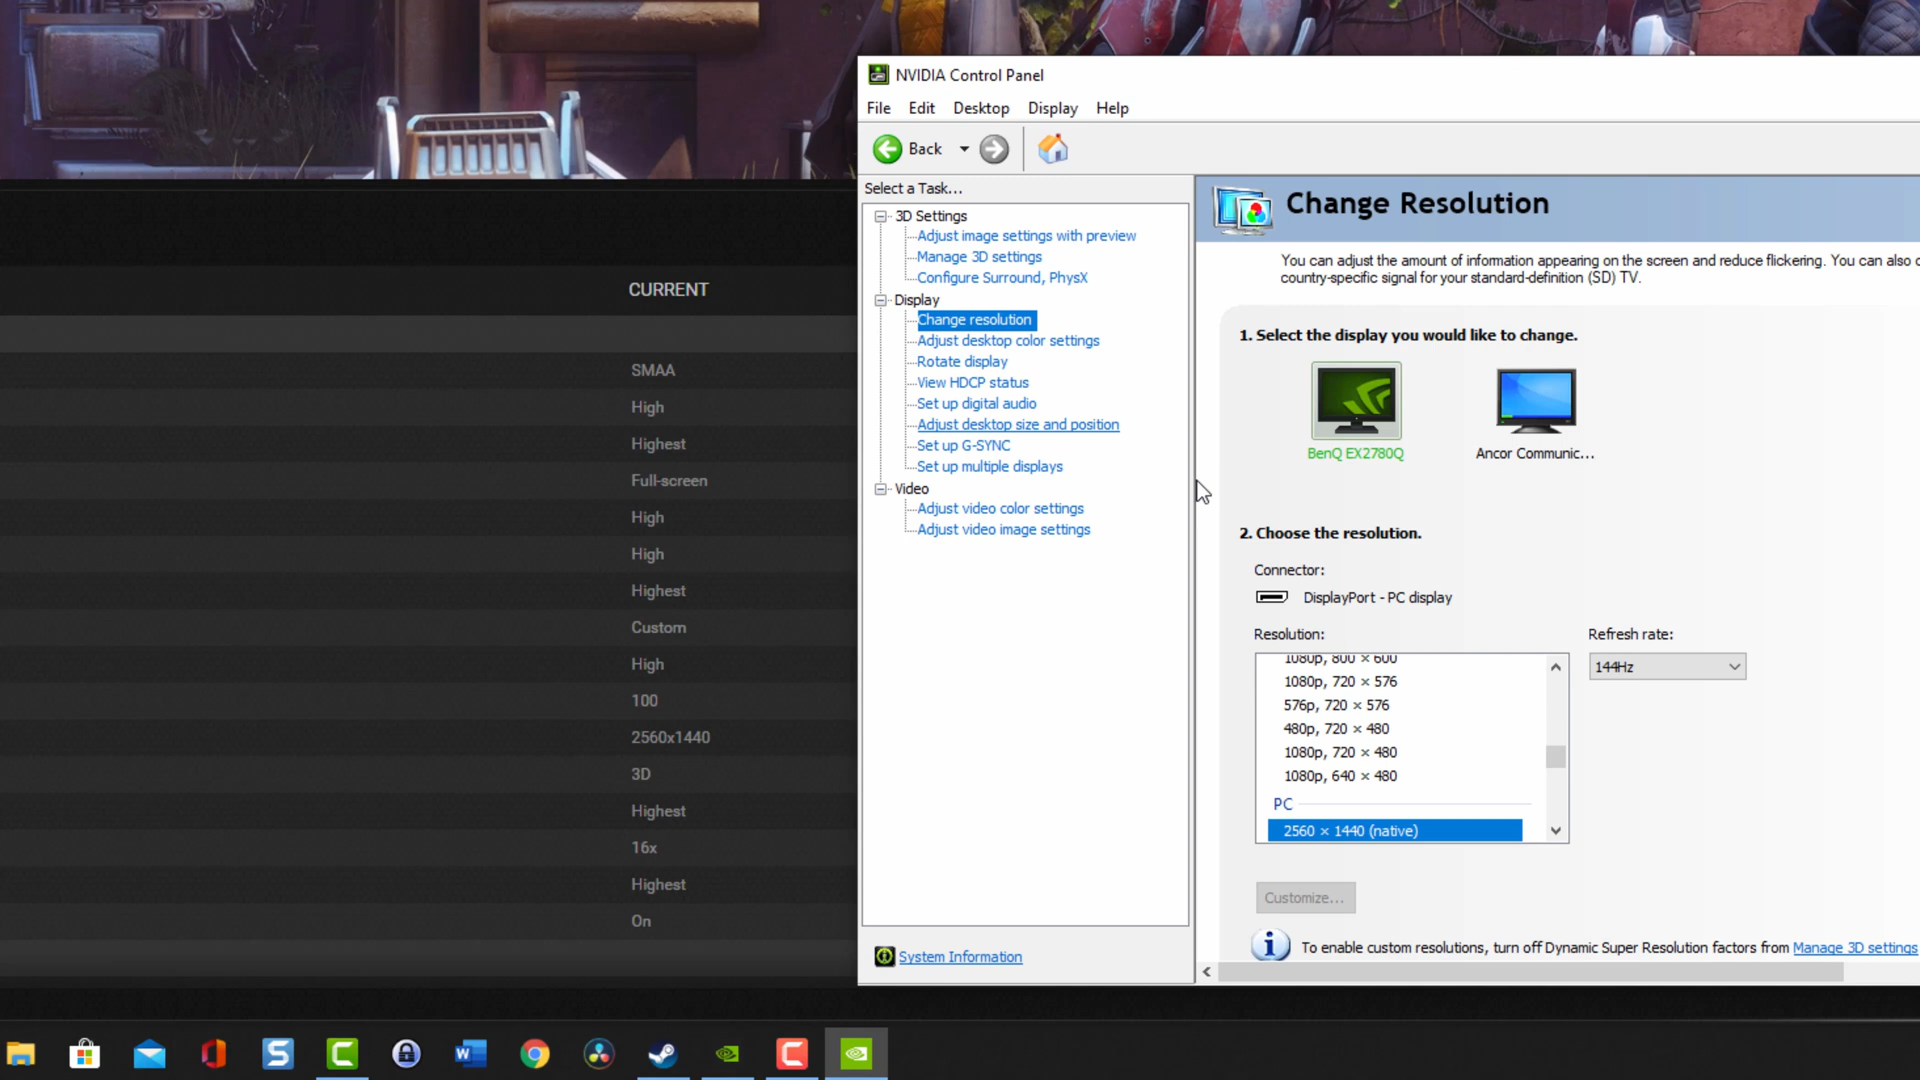 NVIDIA Control Panel
File Edit Desktop Display Help
Back
Select a Task...
3D Settings
Adjust image settings with preview
Manage 3D settings
Configure Surround, PhysX
Display
Change resolution
Adjust desktop color settings
Rotate display
View HDCP status
Set up digital audio
Adjust desktop size and position
Set up G-SYNC
Set up multiple displays
Video
Adjust video color settings
Adjust video image settings
System Information
Change Resolution
You can adjust the amount of information appearing on the screen and reduce flickering. You can also
country-specific signal for your standard-definition (SD) TV.
1. Select the display you would like to change.
BenQ EX2780Q
Ancor Communic...
2. Choose the resolution.
Connector:
DisplayPort - PC display
Resolution:
Refresh rate:
144Hz
1080p, 800 × 600
1080p, 720 × 576
576p, 720 × 576
480p, 720 × 480
1080p, 720 × 480
1080p, 640 × 480
PC
2560 × 1440 (native)
Customize...
To enable custom resolutions, turn off Dynamic Super Resolution factors from Manage 3D settings
CURRENT
SMAA
High
Highest
Full-screen
High
High
Highest
Custom
High
100
2560x1440
3D
Highest
16x
Highest
On